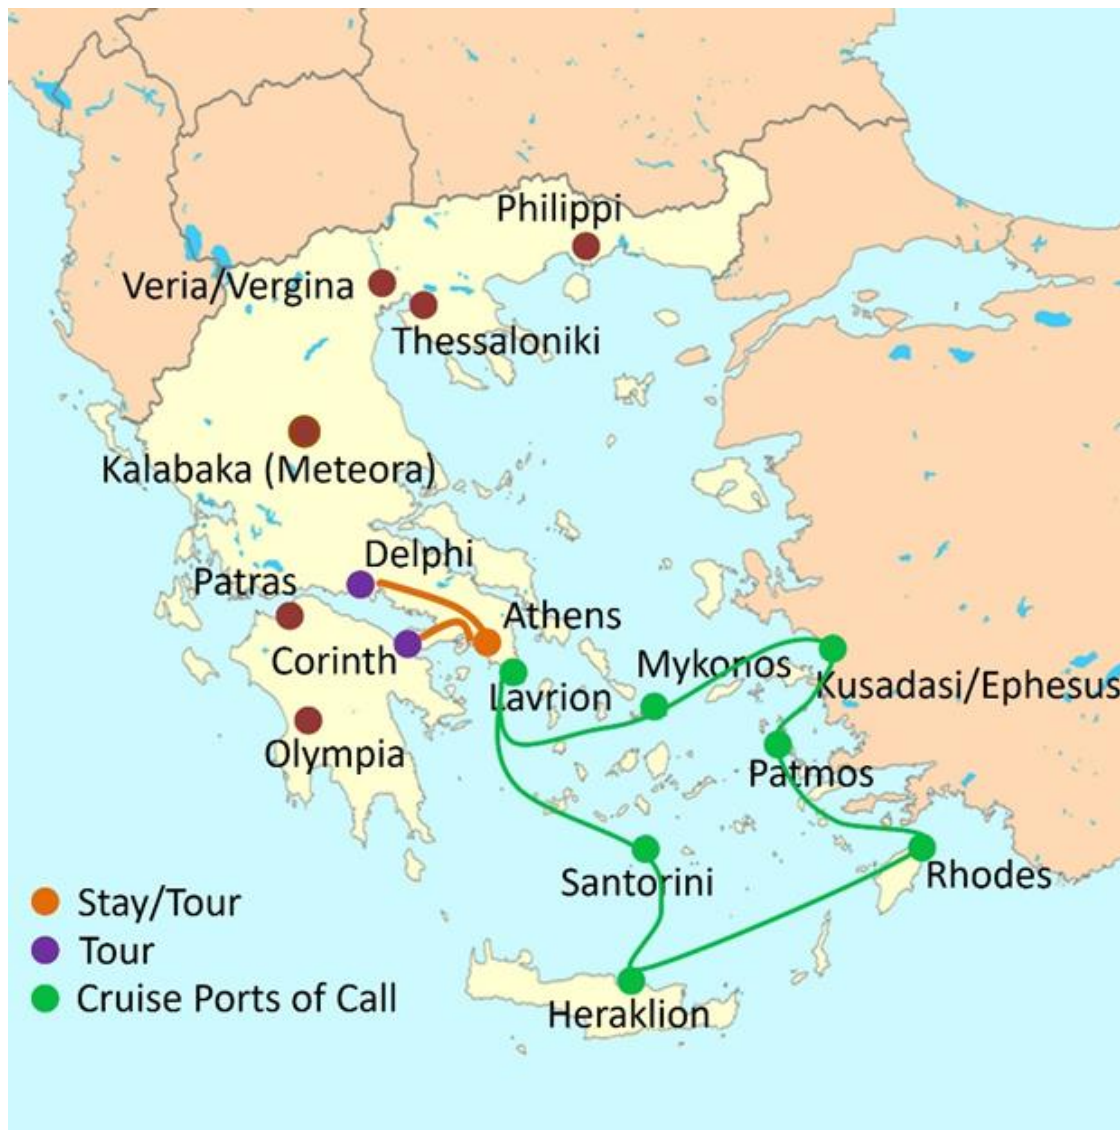 Philippi
Veria/Vergina
Thessaloniki
Kalabaka (Meteora)
Delphi
Patras
Athens
Corinth
Mykonos
Lavrion
Kusadasi/Ephesus
Olympia
Patmos
Santorini
Rhodes
Stay/Tour
Tour
Cruise Ports of Call
Heraklion